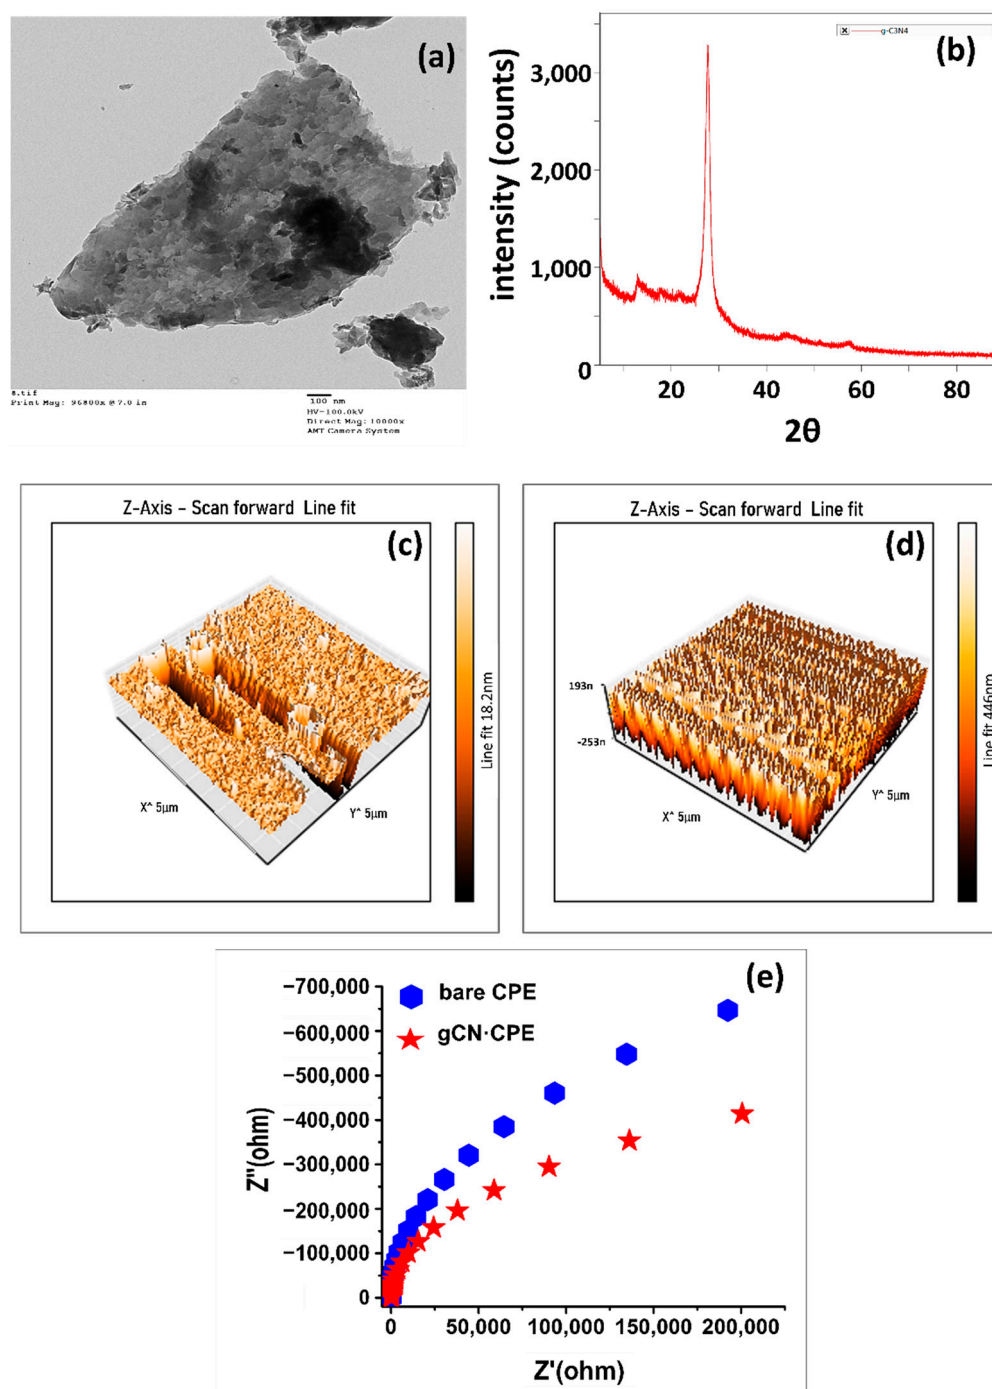 (a)
8.tif
Print Mag: 96800x @ 7.0 in
100 nm
HV=100.0kV
Direct Mag: 10000x
AMT Camera System
(b)
X g-C3N4
intensity (counts)
3,000
2,000
1,000
0
20 40 60 80
2θ
Z-Axis - Scan forward Line fit
(c)
Line fit 18.2nm
X^ 5µm
Y^ 5µm
Z-Axis - Scan forward Line fit
(d)
193n
-253n
Line fit 446nm
X^ 5µm
Y^ 5µm
(e)
bare CPE
gCN·CPE
Z"(ohm)
−700,000
−600,000
−500,000
−400,000
−300,000
−200,000
−100,000
0
0 50,000 100,000 150,000 200,000
Z'(ohm)